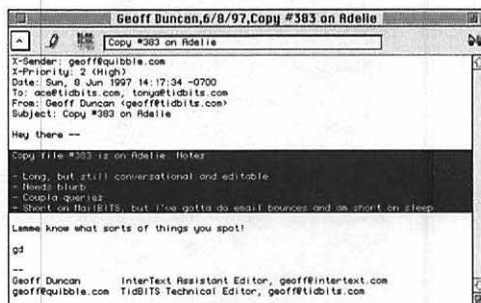 Geoff Duncan,6/8/97,Copy #383 on Adelie
Copy #383 on Adelie
X-Sender: geoff@quibble.com
X-Priority: 2 (High)
Date: Sun, 8 Jun 1997 14:17:34 -0700
To: ace@tidbits.com, tonya@tidbits.com
From: Geoff Duncan <geoff@tidbits.com>
Subject: Copy #383 on Adelie
Hey there --
Copy file #383 is on Adelie. Notes:
- Long, but still conversational and editable
- Needs blurb
- Coupla queries
- Short on MailBITS, but I've gotta do email bounces and am short on sleep
Lemme know what sorts of things you spot!
gd
--
Geoff Duncan InterText Assistant Editor, geoff@intertext.com
geoff@quibble.com TidBITS Technical Editor, geoff@tidbits.com